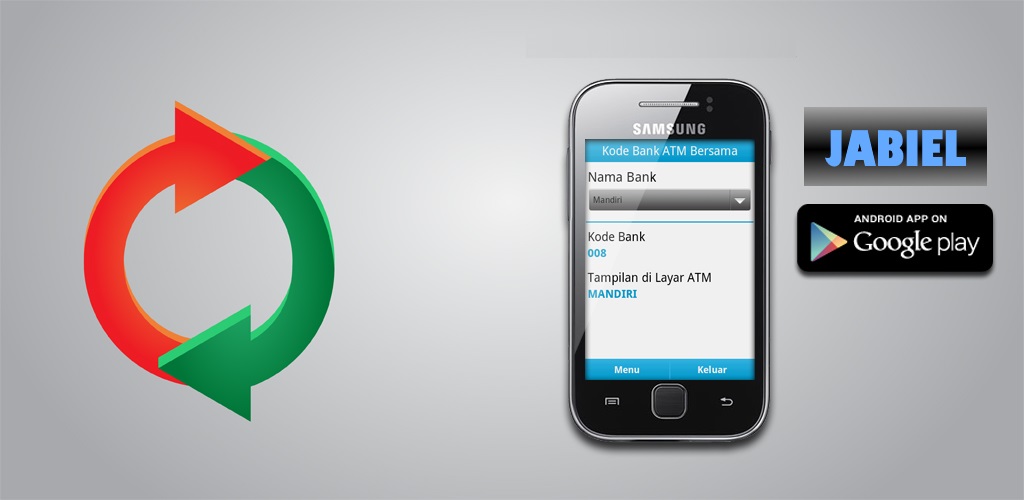 SAMSUNG
Kode Bank ATM Bersama
Nama Bank
Mandiri
Kode Bank
008
Tampilan di Layar ATM
MANDIRI
Menu
Keluar
JABIEL
ANDROID APP ON
Google play